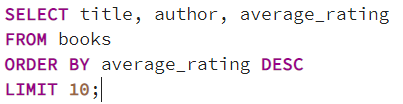 SELECT title, author, average_rating
FROM books
ORDER BY average_rating DESC
LIMIT 10;